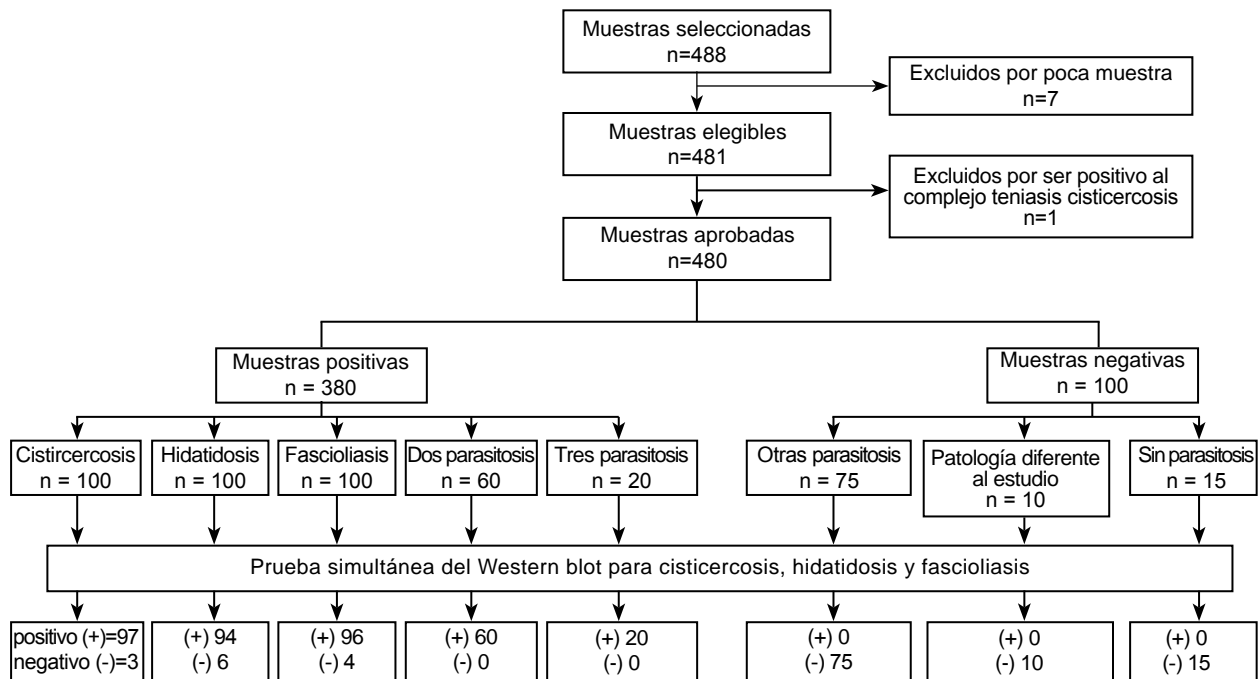 Muestras seleccionadas
n=488
Excluidos por poca muestra
n=7
Muestras elegibles
n=481
Excluidos por ser positivo al
complejo teniasis cisticercosis
n=1
Muestras aprobadas
n=480
Muestras positivas
n = 380
Muestras negativas
n = 100
Cistircercosis
n = 100
Hidatidosis
n = 100
Fascioliasis
n = 100
Dos parasitosis
n = 60
Tres parasitosis
n = 20
Otras parasitosis
n = 75
Patología diferente
al estudio
n = 10
Sin parasitosis
n = 15
Prueba simultánea del Western blot para cisticercosis, hidatidosis y fascioliasis
positivo (+)=97
negativo (-)=3
(+) 94
(-) 6
(+) 96
(-) 4
(+) 60
(-) 0
(+) 20
(-) 0
(+) 0
(-) 75
(+) 0
(-) 10
(+) 0
(-) 15